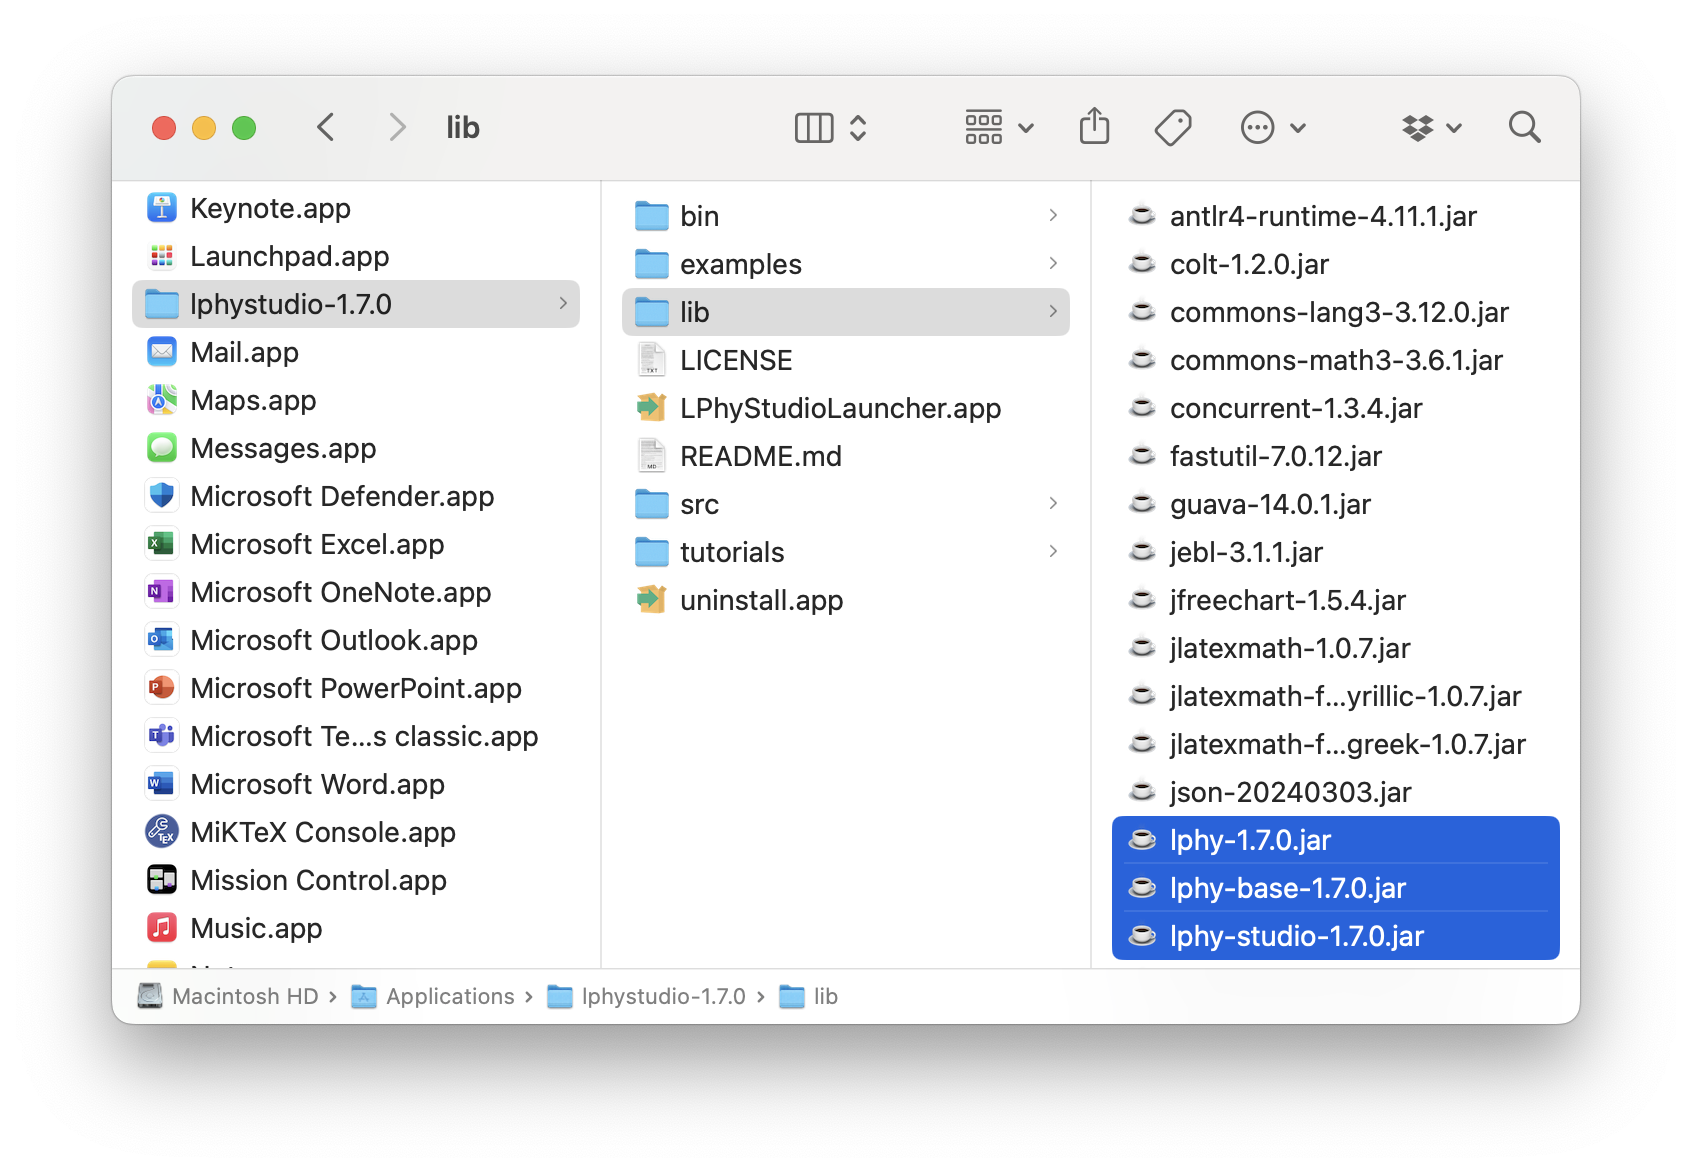 lib
Keynote.app
Launchpad.app
lphystudio-1.7.0
Mail.app
Maps.app
Messages.app
Microsoft Defender.app
Microsoft Excel.app
Microsoft OneNote.app
Microsoft Outlook.app
Microsoft PowerPoint.app
Microsoft Te...s classic.app
Microsoft Word.app
MiKTeX Console.app
Mission Control.app
Music.app
bin
examples
lib
LICENSE
LPhyStudioLauncher.app
README.md
src
tutorials
uninstall.app
antlr4-runtime-4.11.1.jar
colt-1.2.0.jar
commons-lang3-3.12.0.jar
commons-math3-3.6.1.jar
concurrent-1.3.4.jar
fastutil-7.0.12.jar
guava-14.0.1.jar
jebl-3.1.1.jar
jfreechart-1.5.4.jar
jlatexmath-1.0.7.jar
jlatexmath-f...yrillic-1.0.7.jar
jlatexmath-f...greek-1.0.7.jar
json-20240303.jar
lphy-1.7.0.jar
lphy-base-1.7.0.jar
lphy-studio-1.7.0.jar
Macintosh HD › Applications › lphystudio-1.7.0 › lib